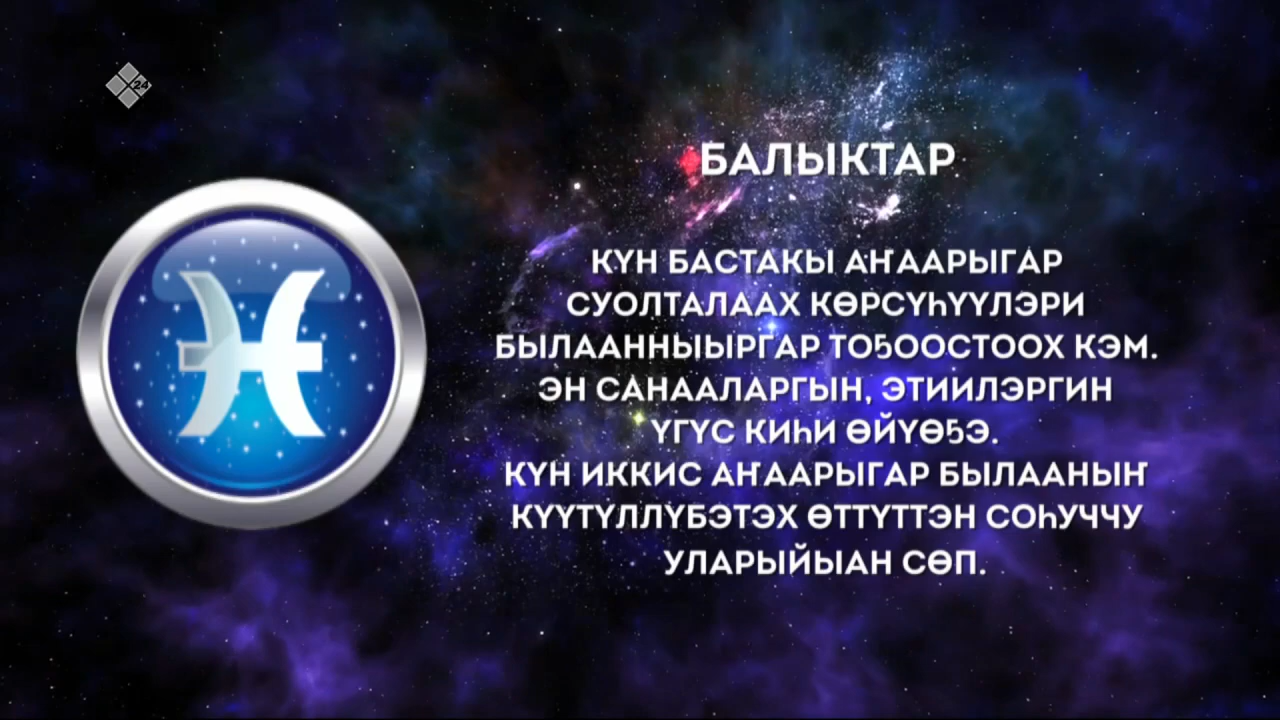 Х24
БАЛЫКТАР
КҮН БАСТАКЫ АҤААРЫГАР
СУОЛТАЛААХ КӨРСҮҺҮҮЛЭРИ
БЫЛААННЫЫРГАР ТОҔООСТООХ КЭМ.
ЭН САНААЛАРГЫН, ЭТИИЛЭРГИН
ҮГҮС КИҺИ ӨЙҮӨҔЭ.
КҮН ИККИС АҤААРЫГАР БЫЛААНЫҤ
КҮҮТҮЛЛҮБЭТЭХ ӨТТҮТТЭН СОҺУЧЧУ
УЛАРЫЙЫАН СӨП.